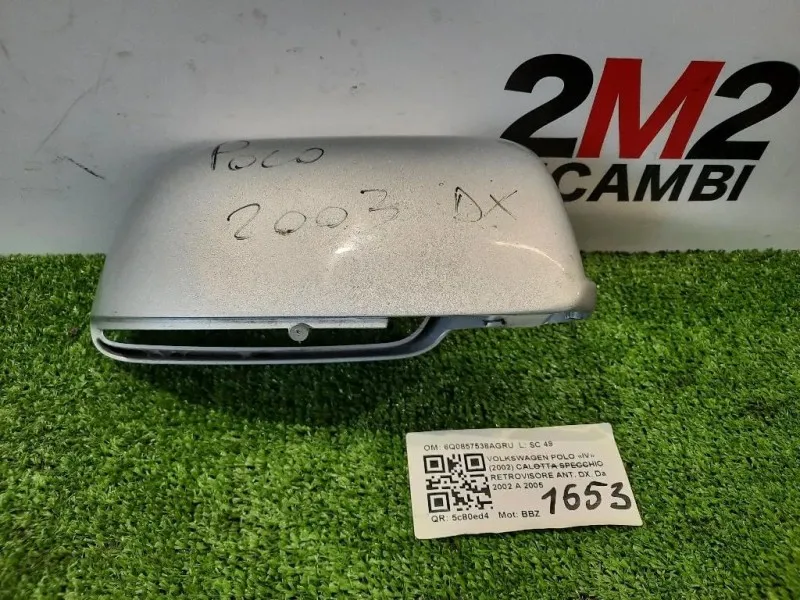 2M2
RICAMBI
POLO
2003 DX
OM: 6Q0857538AGRU L: SC 49
VOLKSWAGEN POLO «IV»
(2002) CALOTTA SPECCHIO
RETROVISORE ANT. DX. Da
2002 A 2005
1653
QR: 5c80ed4 Mot: BBZ